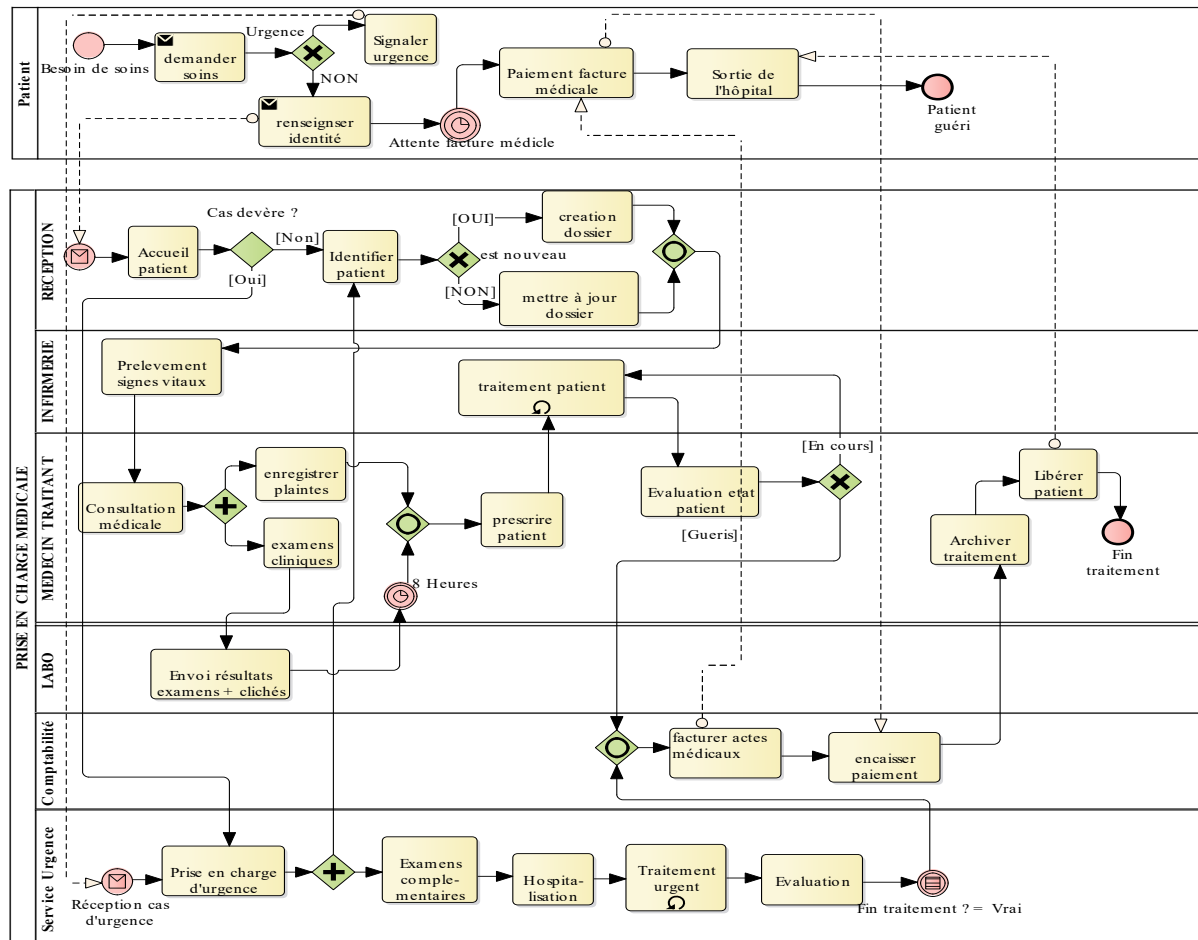 Patient
Besoin de soins
demander
soins
Urgence
NON
Signaler
urgence
renseignser
identité
Attente facture médicle
Paiement facture
médicale
Sortie de
l'hôpital
Patient
guéri
PRISE EN CHARGE MEDICALE
RECEPTION
Accueil
patient
Cas devère ?
[Non]
[Oui]
Identifier
patient
[OUI]
est nouveau
[NON]
creation
dossier
mettre à jour
dossier
INFIRMERIE
Prelevement
signes vitaux
traitement patient
MEDECIN TRAITANT
Consultation
médicale
enregistrer
plaintes
examens
cliniques
8 Heures
prescrire
patient
Evaluation etat
patient
[En cours]
[Gueris]
Libérer
patient
Archiver
traitement
Fin
traitement
LABO
Envoi résultats
examens + clichés
Comptabilité
facturer actes
médicaux
encaisser
paiement
Service Urgence
Réception cas
d'urgence
Prise en charge
d'urgence
Examens
comple-
mentaires
Hospita-
lisation
Traitement
urgent
Evaluation
Fin traitement ? = Vrai